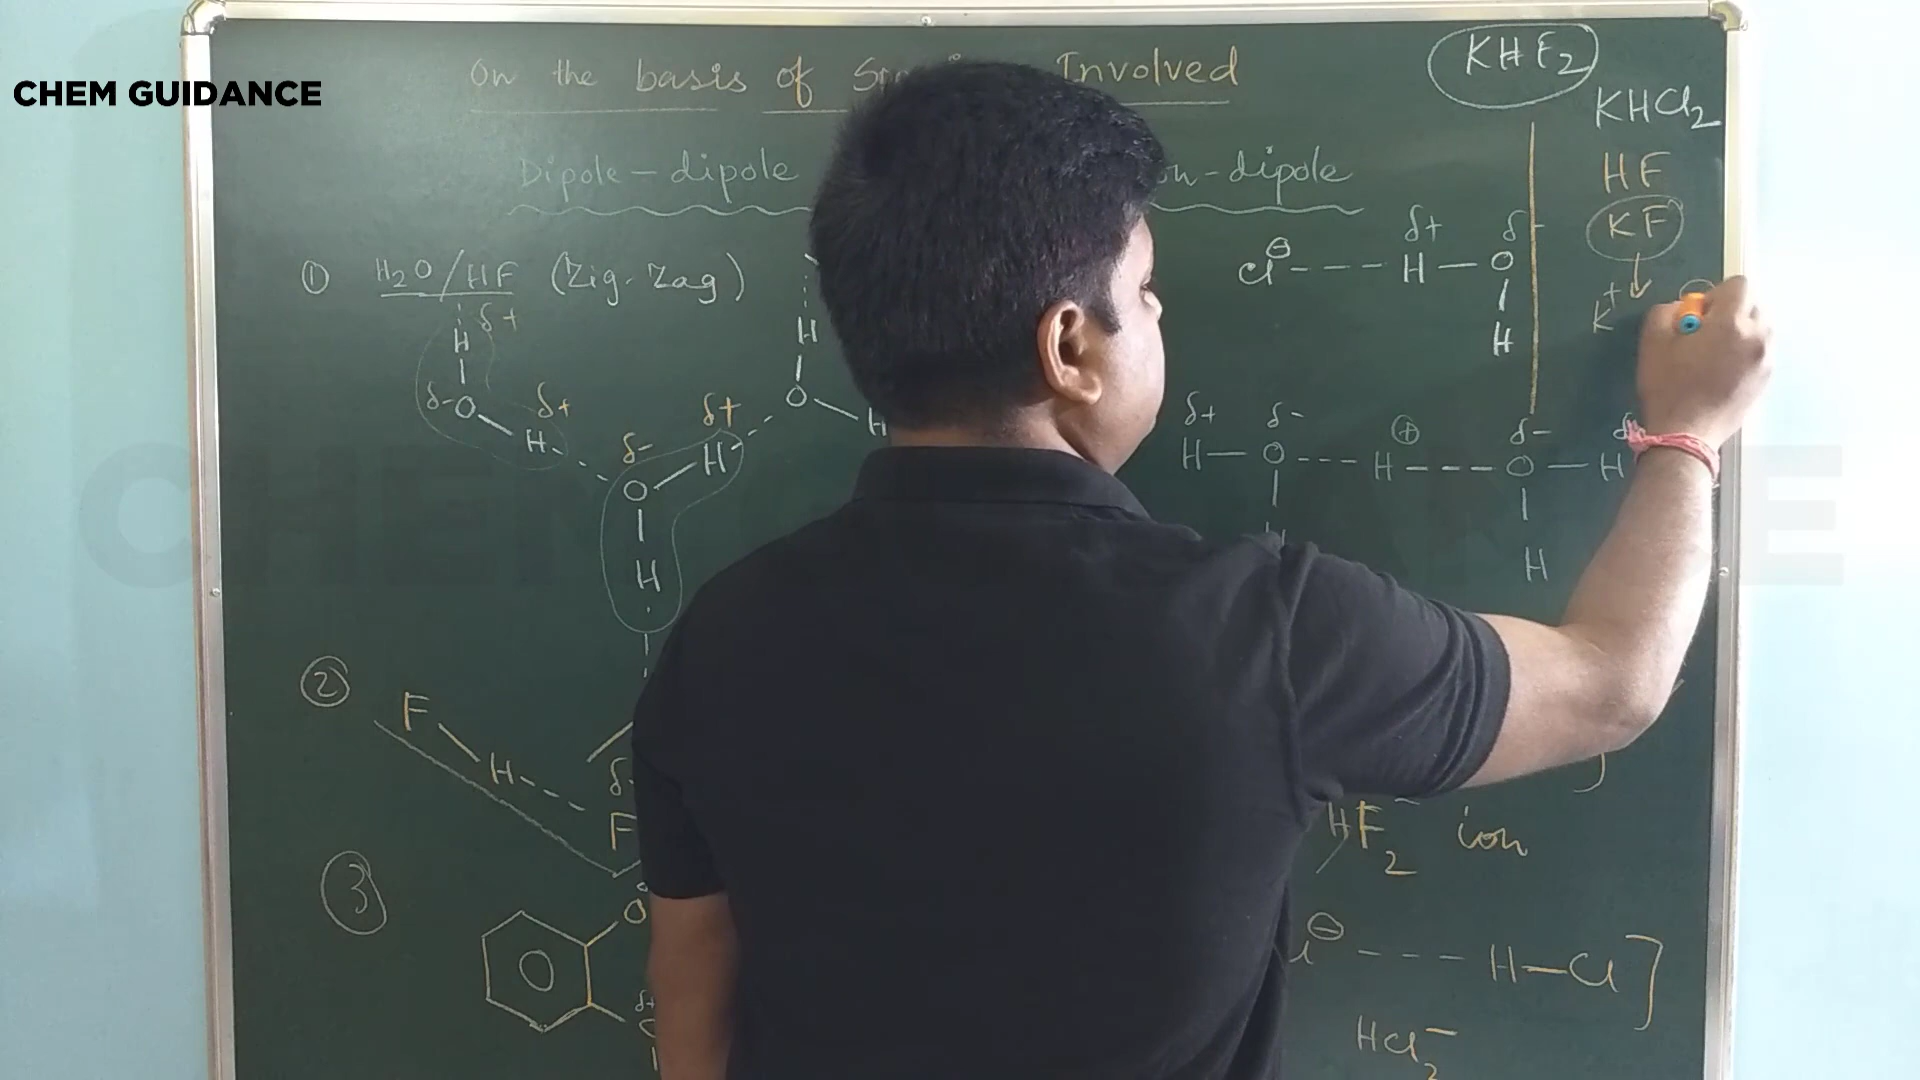 CHEM GUIDANCE
On the basis of Involved
KHF2
KHCl2
Dipole-dipole
-dipole
HF
KF
K+
① H2O/HF (Zig-Zag)
H δ+
δ- O
H δ+
δ- O
H δ+
H
H
O
H
Cl⊖ --- H — O
δ+ δ-
H
δ+ δ- ⊕ δ-
H — O --- H --- O — H
H
②
F
H
δ-
F
HF2- ion
③
O
δ+
⊖ --- H—Cl]
HCl2-